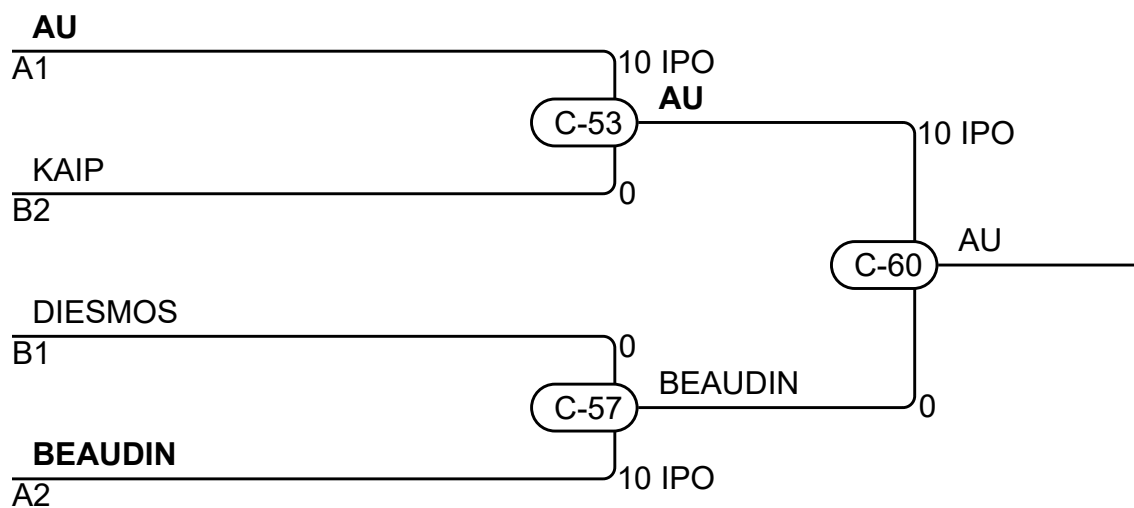 AU
A1
10 IPO
C-53
AU
10 IPO
KAIP
B2
0
C-60
AU
DIESMOS
B1
0
C-57
BEAUDIN
0
BEAUDIN
A2
10 IPO